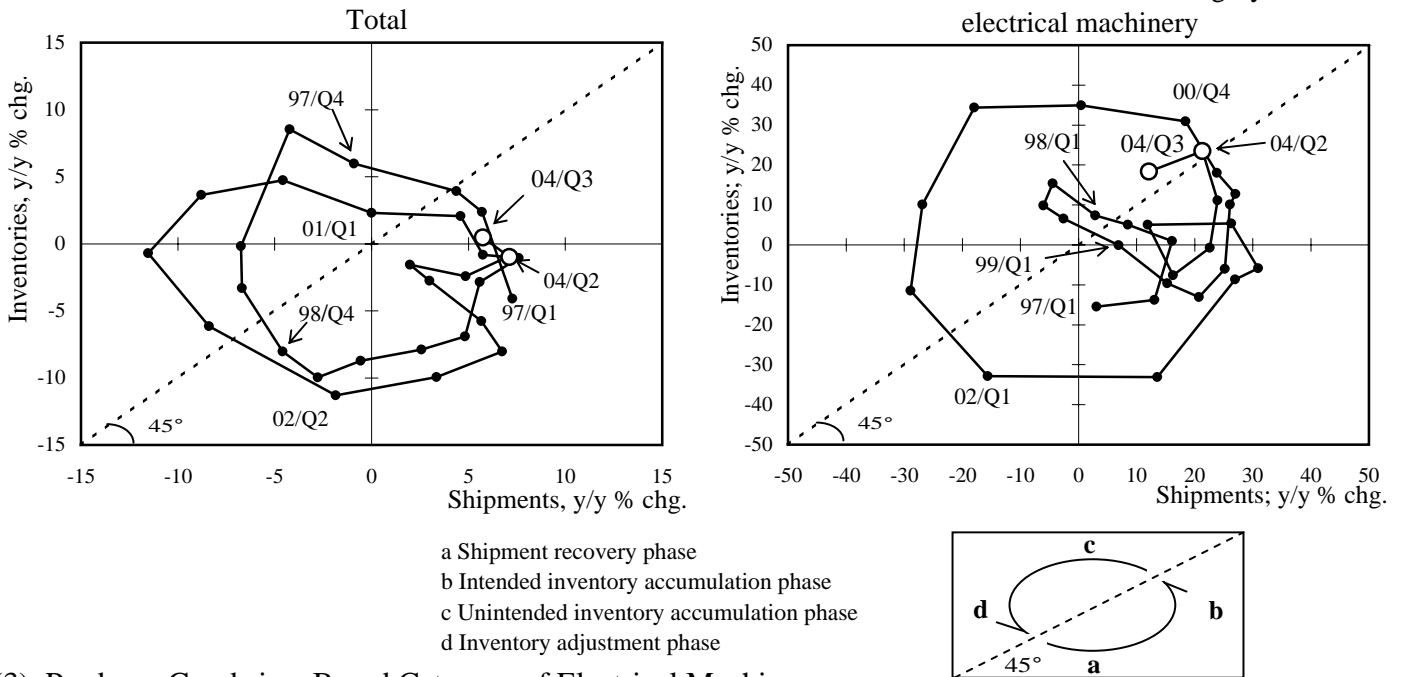 Total
electrical machinery
Inventories, y/y % chg.
15
10
5
0
-5
-10
-15
97/Q4
04/Q3
01/Q1
04/Q2
97/Q1
98/Q4
02/Q2
45°
-15
-10
-5
0
5
10
15
Shipments, y/y % chg.
Inventories; y/y % chg.
50
40
30
20
10
0
-10
-20
-30
-40
-50
00/Q4
98/Q1
04/Q3
04/Q2
99/Q1
97/Q1
02/Q1
45°
-50
-40
-30
-20
-10
0
10
20
30
40
50
Shipments; y/y % chg.
a Shipment recovery phase
b Intended inventory accumulation phase
c Unintended inventory accumulation phase
d Inventory adjustment phase
c
d
b
45°
a